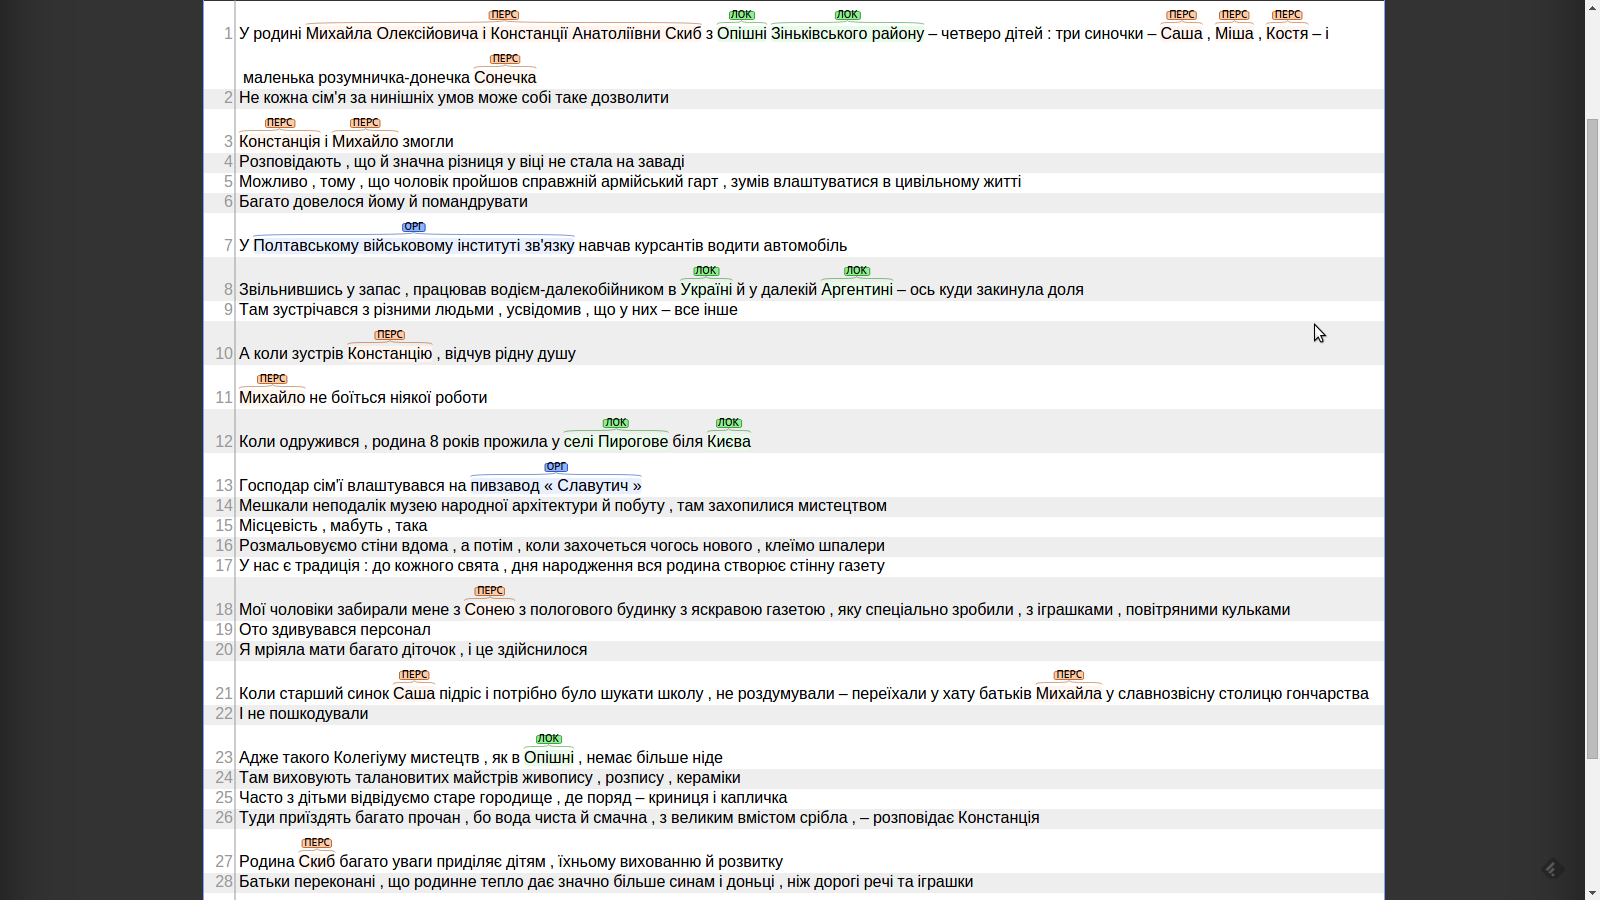 ПЕРС ЛОК ЛОК ПЕРС ПЕРС ПЕРС
1 У родині Михайла Олексійовича і Констанції Анатоліївни Скиб з Опішні Зіньківського району – четверо дітей : три синочки – Саша , Міша , Костя – і
ПЕРС
маленька розумничка-донечка Сонечка
2 Не кожна сім'я за нинішніх умов може собі таке дозволити
ПЕРС ПЕРС
3 Констанція і Михайло змогли
4 Розповідають , що й значна різниця у віці не стала на заваді
5 Можливо , тому , що чоловік пройшов справжній армійський гарт , зумів влаштуватися в цивільному житті
6 Багато довелося йому й помандрувати
ОРГ
7 У Полтавському військовому інституті зв'язку навчав курсантів водити автомобіль
ЛОК ЛОК
8 Звільнившись у запас , працював водієм-далекобійником в Україні й у далекій Аргентині – ось куди закинула доля
9 Там зустрічався з різними людьми , усвідомив , що у них – все інше
ПЕРС
10 А коли зустрів Констанцію , відчув рідну душу
ПЕРС
11 Михайло не боїться ніякої роботи
ЛОК ЛОК
12 Коли одружився , родина 8 років прожила у селі Пирогове біля Києва
ОРГ
13 Господар сім'ї влаштувався на пивзавод « Славутич »
14 Мешкали неподалік музею народної архітектури й побуту , там захопилися мистецтвом
15 Місцевість , мабуть , така
16 Розмальовуємо стіни вдома , а потім , коли захочеться чогось нового , клеїмо шпалери
17 У нас є традиція : до кожного свята , дня народження вся родина створює стінну газету
ПЕРС
18 Мої чоловіки забирали мене з Сонею з пологового будинку з яскравою газетою , яку спеціально зробили , з іграшками , повітряними кульками
19 Ото здивувався персонал
20 Я мріяла мати багато діточок , і це здійснилося
ПЕРС ПЕРС
21 Коли старший синок Саша підріс і потрібно було шукати школу , не роздумували – переїхали у хату батьків Михайла у славнозвісну столицю гончарства
22 І не пошкодували
ЛОК
23 Адже такого Колегіуму мистецтв , як в Опішні , немає більше ніде
24 Там виховують талановитих майстрів живопису , розпису , кераміки
25 Часто з дітьми відвідуємо старе городище , де поряд – криниця і капличка
26 Туди приїздять багато прочан , бо вода чиста й смачна , з великим вмістом срібла , – розповідає Констанція
ПЕРС
27 Родина Скиб багато уваги приділяє дітям , їхньому вихованню й розвитку
28 Батьки переконані , що родинне тепло дає значно більше синам і доньці , ніж дорогі речі та іграшки